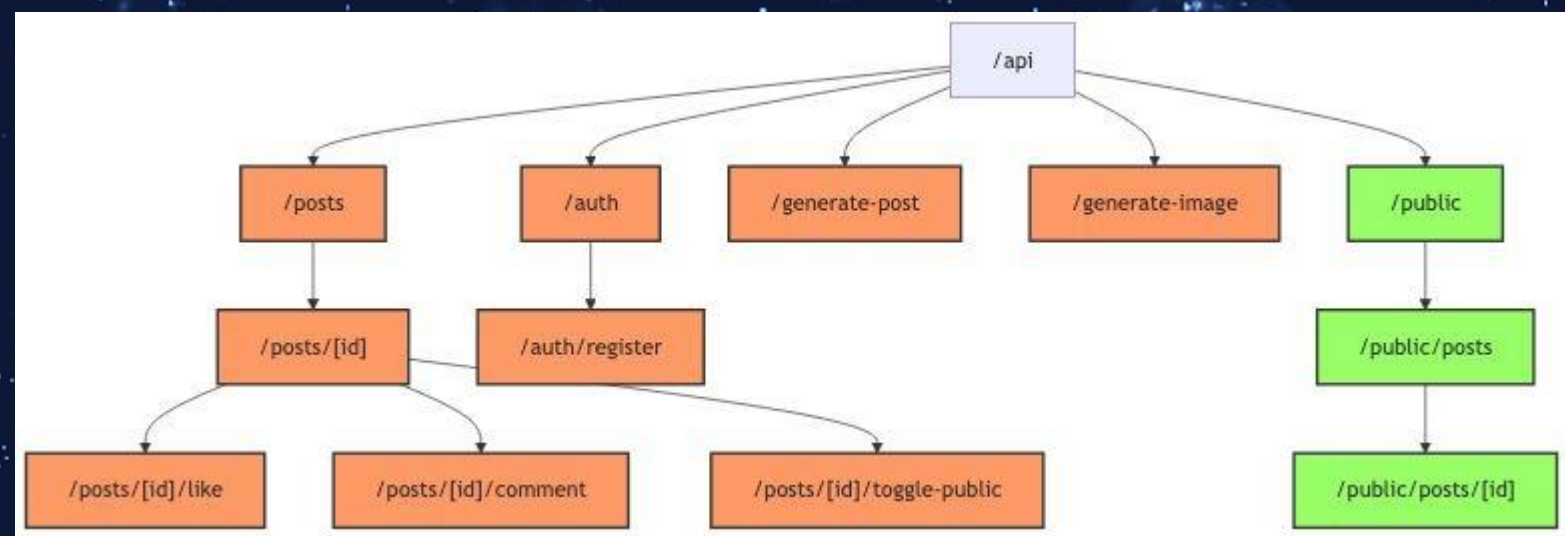 /api
/posts
/auth
/generate-post
/generate-image
/public
/posts/[id]
/auth/register
/public/posts
/posts/[id]/like
/posts/[id]/comment
/posts/[id]/toggle-public
/public/posts/[id]